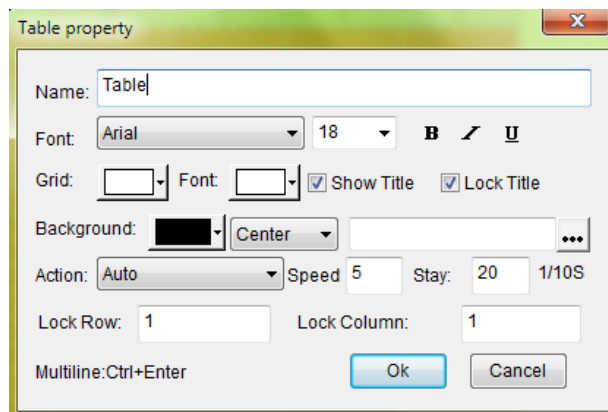 Table property
Name: Table
Font: Arial 18 B I U
Grid: Font: Show Title Lock Title
Background: Center ...
Action: Auto Speed 5 Stay: 20 1/10S
Lock Row: 1 Lock Column: 1
Multiline:Ctrl+Enter Ok Cancel